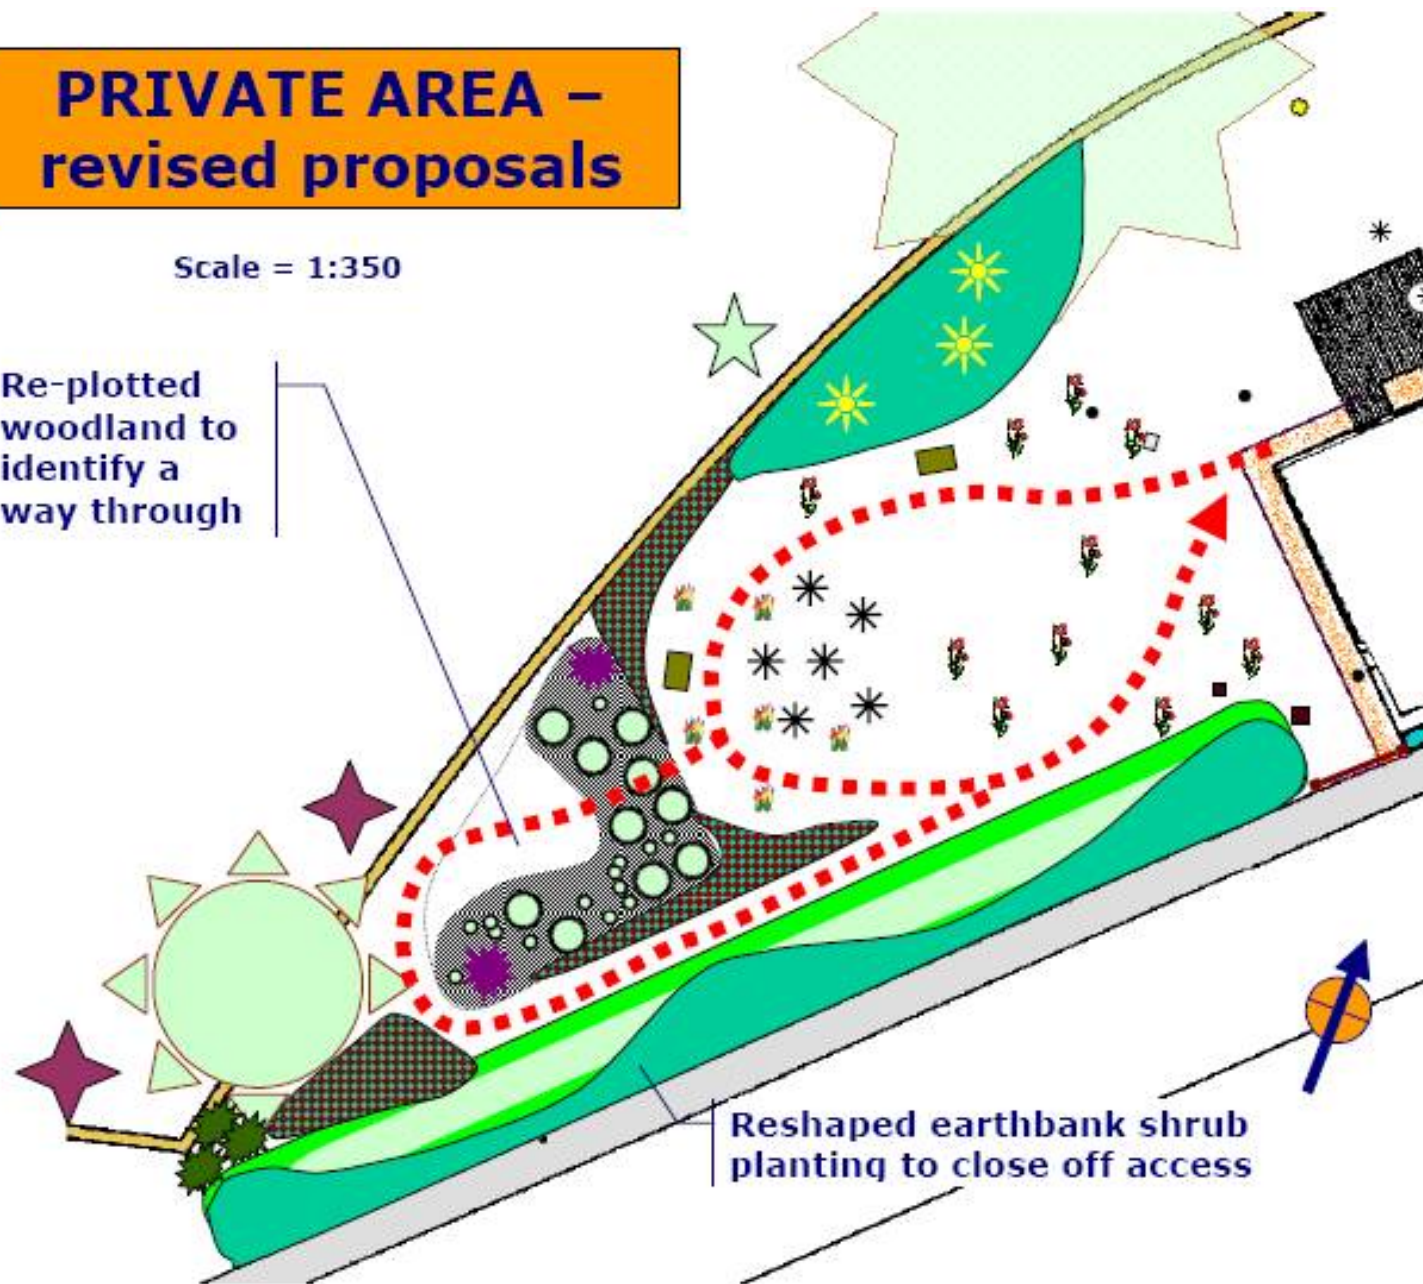 PRIVATE AREA –
revised proposals
Scale = 1:350
Re-plotted
woodland to
identify a
way through
Reshaped earthbank shrub
planting to close off access